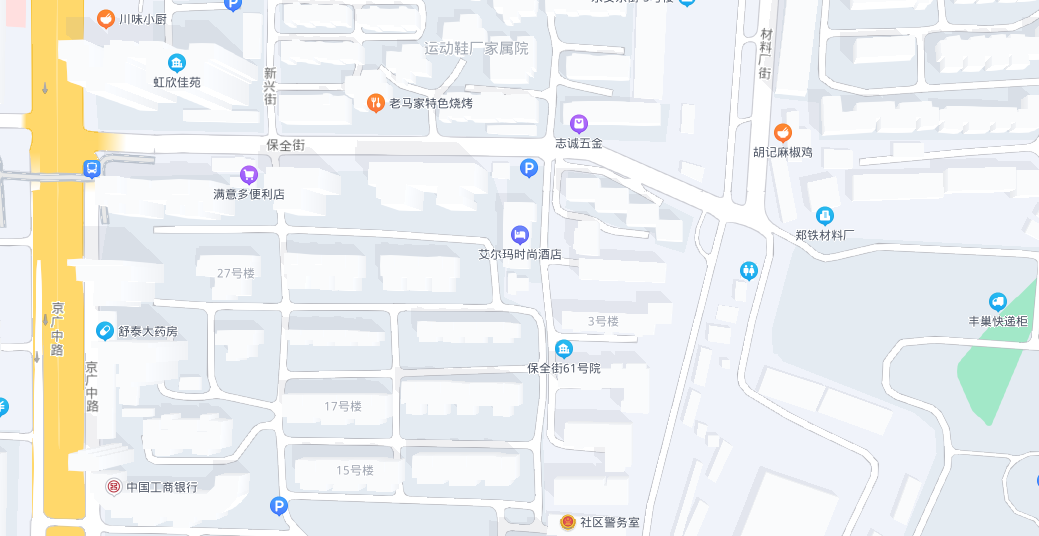 川味小厨
运动鞋厂家属院
材料厂街
虹欣佳苑
新兴街
老马家特色烧烤
保全街
志诚五金
胡记麻椒鸡
满意多便利店
郑铁材料厂
艾尔玛时尚酒店
27号楼
丰巢快递柜
3号楼
京广中路
舒泰大药房
保全街61号院
京广中路
17号楼
15号楼
中国工商银行
社区警务室
P
P
P